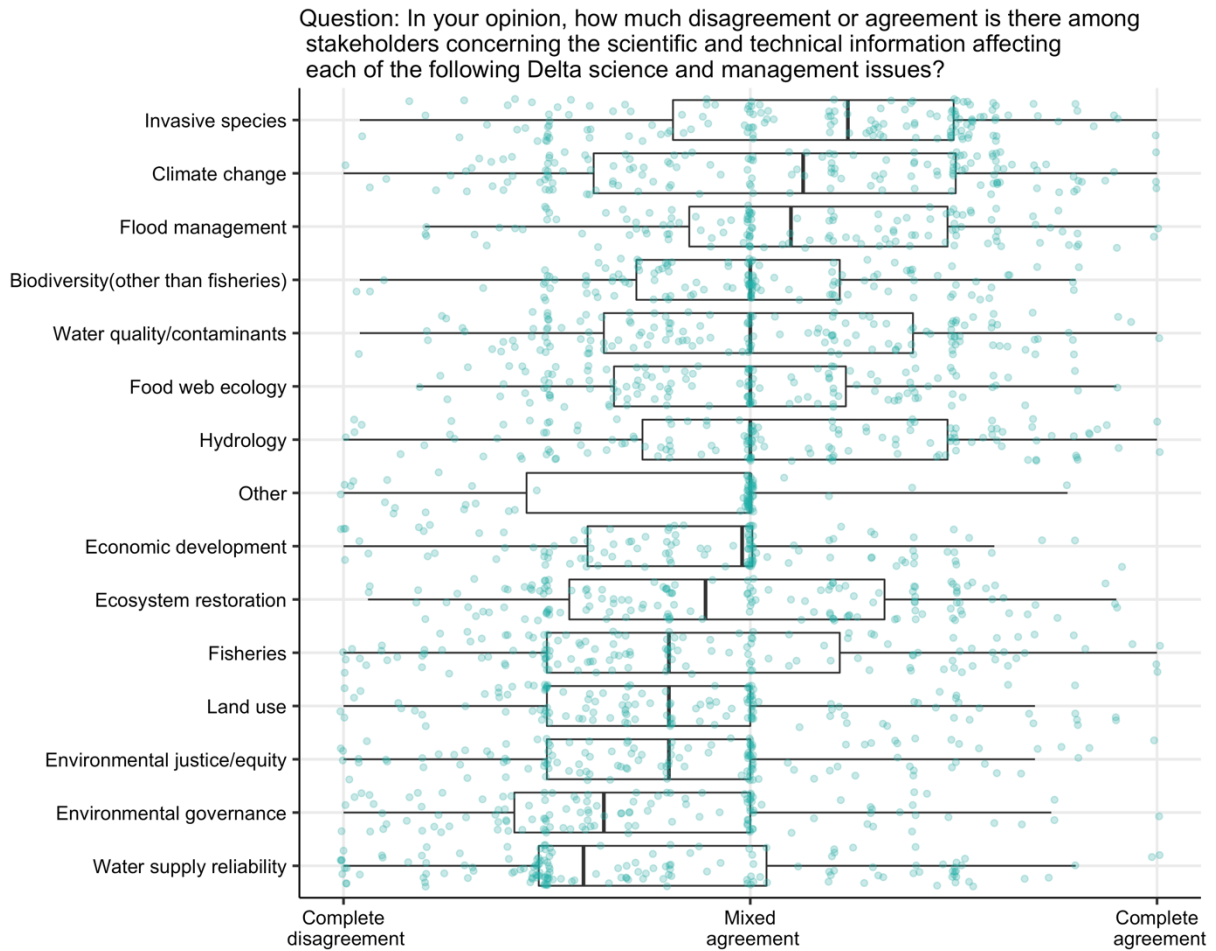 Question: In your opinion, how much disagreement or agreement is there among
stakeholders concerning the scientific and technical information affecting
each of the following Delta science and management issues?
Invasive species
Climate change
Flood management
Biodiversity(other than fisheries)
Water quality/contaminants
Food web ecology
Hydrology
Other
Economic development
Ecosystem restoration
Fisheries
Land use
Environmental justice/equity
Environmental governance
Water supply reliability
Complete
disagreement
Mixed
agreement
Complete
agreement